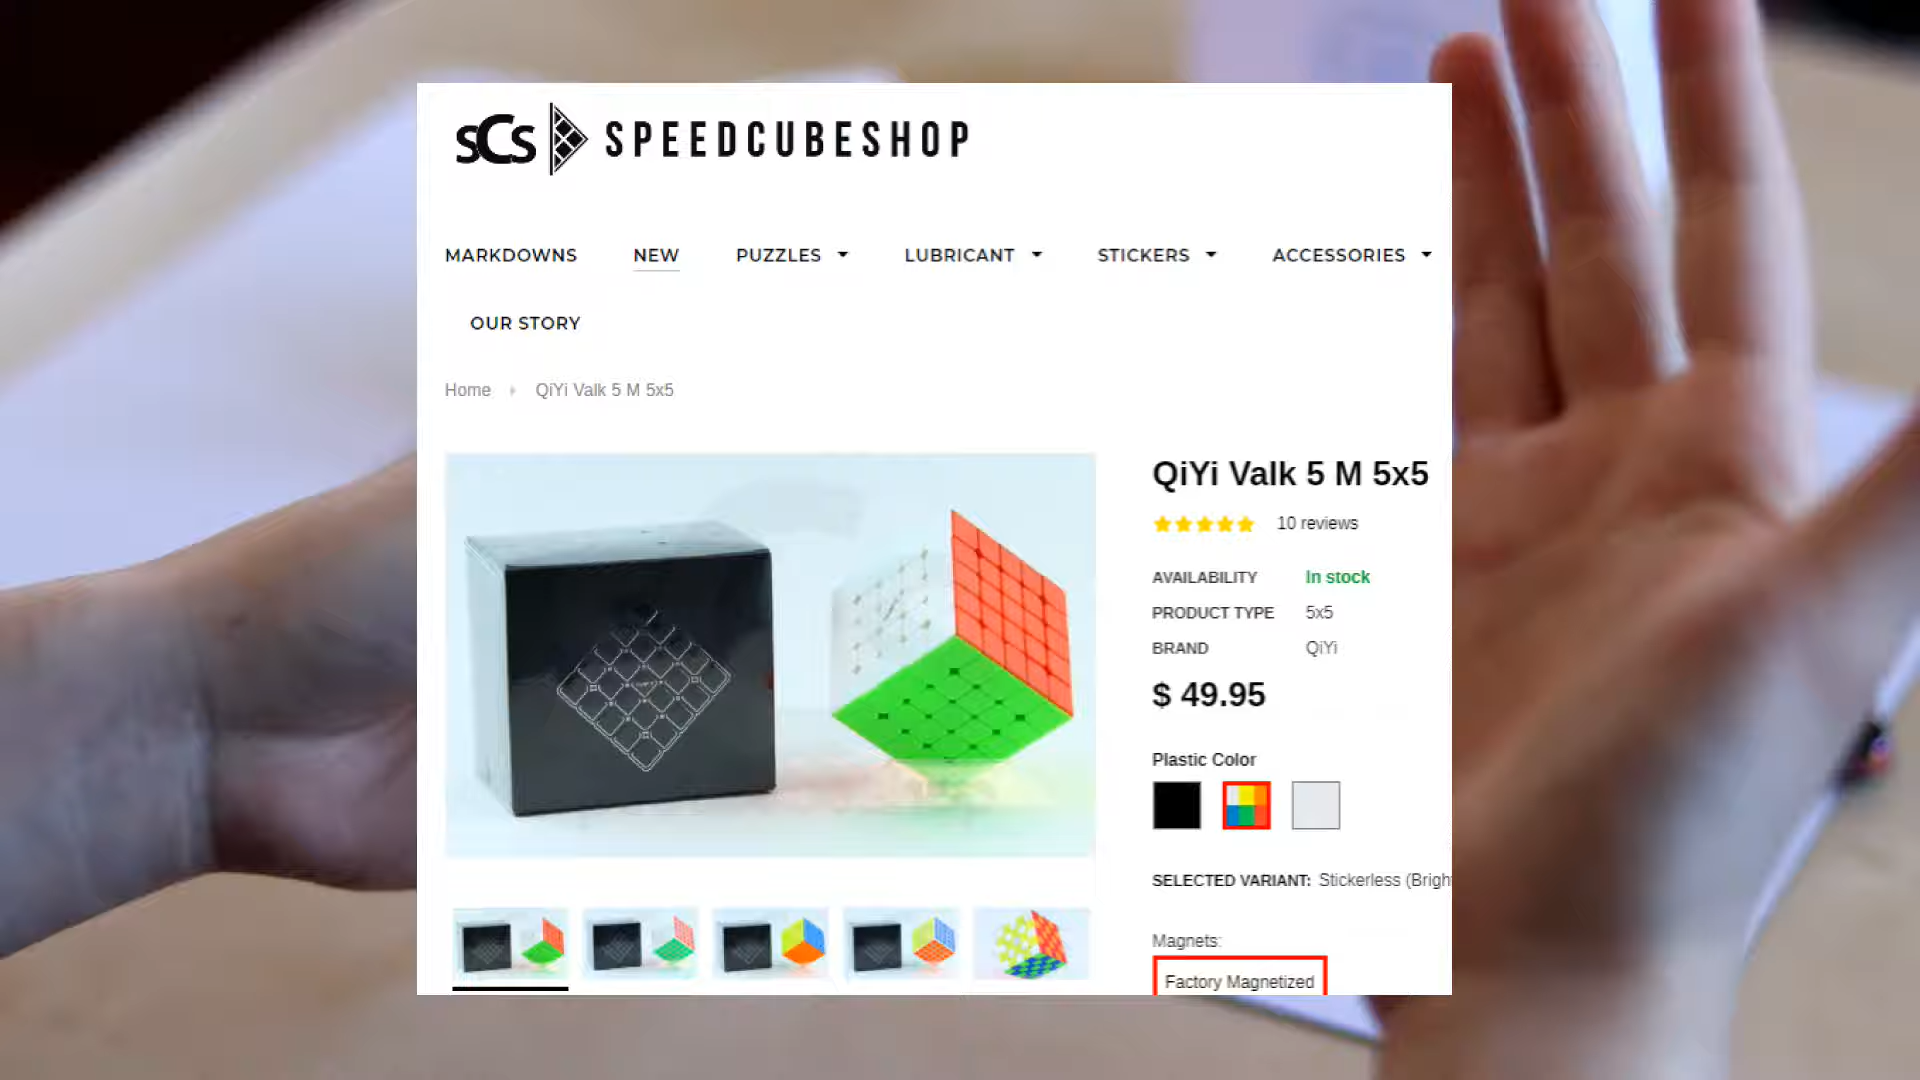 sCs SPEEDCUBESHOP
MARKDOWNS NEW PUZZLES LUBRICANT STICKERS ACCESSORIES
OUR STORY
Home QiYi Valk 5 M 5x5
QiYi Valk 5 M 5x5
10 reviews
AVAILABILITY In stock
PRODUCT TYPE 5x5
BRAND QiYi
$ 49.95
Plastic Color
SELECTED VARIANT: Stickerless (Brigh
Magnets:
Factory Magnetized